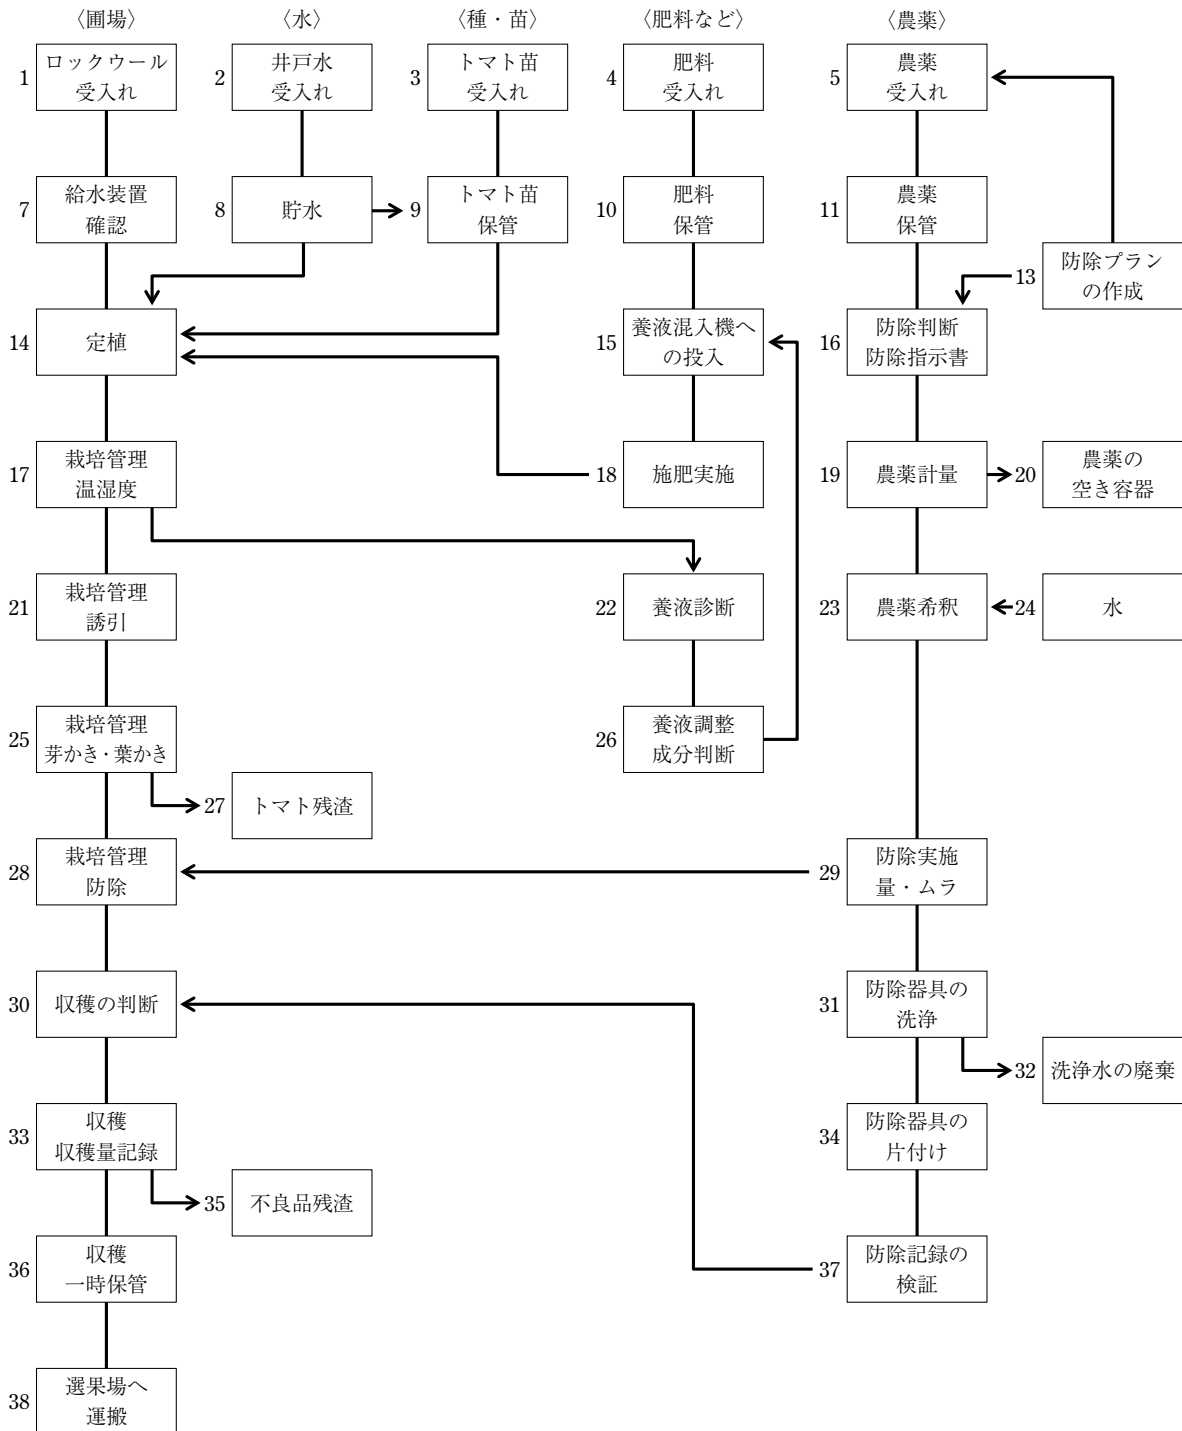 〈圃場〉 〈水〉 〈種・苗〉 〈肥料など〉 〈農薬〉
1 ロックウール
受入れ
2 井戸水
受入れ
3 トマト苗
受入れ
4 肥料
受入れ
5 農薬
受入れ
7 給水装置
確認
8 貯水
9 トマト苗
保管
10 肥料
保管
11 農薬
保管
13 防除プラン
の作成
14 定植
15 養液混入機へ
の投入
16 防除判断
防除指示書
17 栽培管理
温湿度
18 施肥実施
19 農薬計量
20 農薬の
空き容器
21 栽培管理
誘引
22 養液診断
23 農薬希釈
24 水
25 栽培管理
芽かき・葉かき
26 養液調整
成分判断
27 トマト残渣
28 栽培管理
防除
29 防除実施
量・ムラ
30 収穫の判断
31 防除器具の
洗浄
32 洗浄水の廃棄
33 収穫
収穫量記録
34 防除器具の
片付け
35 不良品残渣
36 収穫
一時保管
37 防除記録の
検証
38 選果場へ
運搬